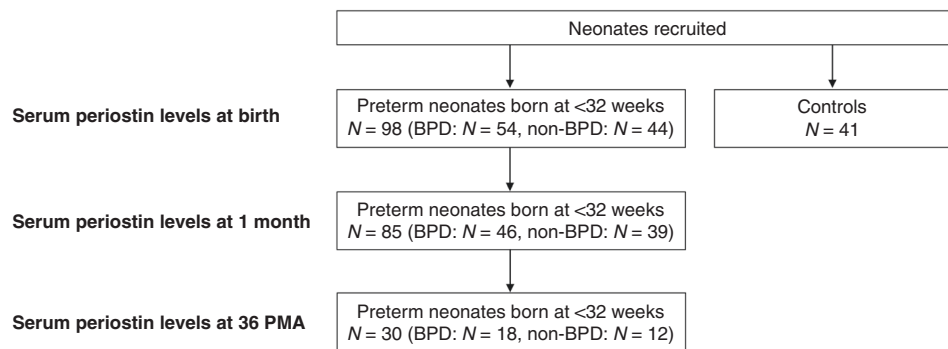 Neonates recruited
Serum periostin levels at birth
Preterm neonates born at <32 weeks
N = 98 (BPD: N = 54, non-BPD: N = 44)
Controls
N = 41
Serum periostin levels at 1 month
Preterm neonates born at <32 weeks
N = 85 (BPD: N = 46, non-BPD: N = 39)
Serum periostin levels at 36 PMA
Preterm neonates born at <32 weeks
N = 30 (BPD: N = 18, non-BPD: N = 12)